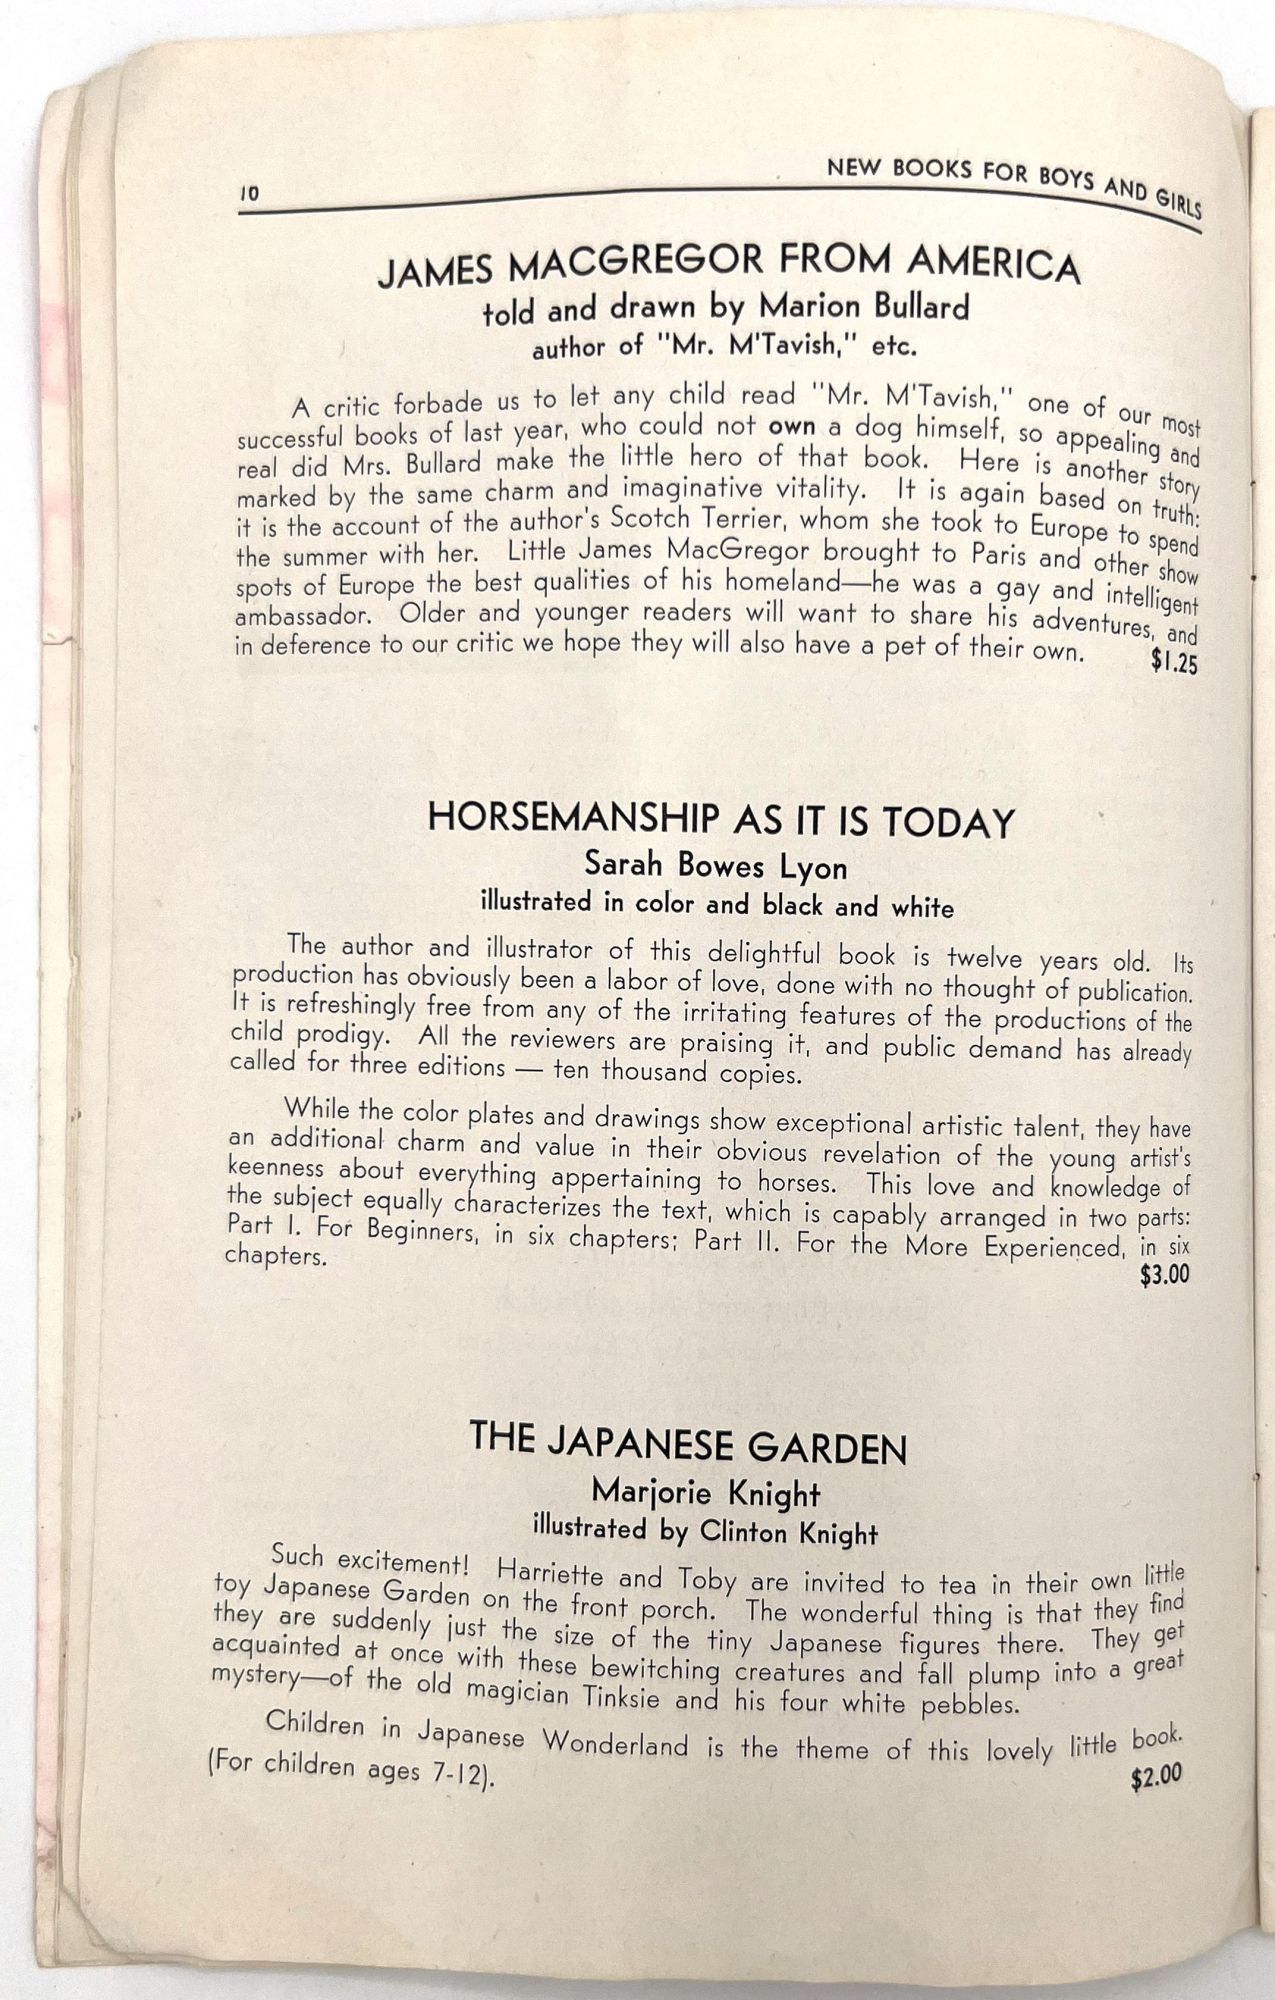 10
NEW BOOKS FOR BOYS AND GIRLS
JAMES MACGREGOR FROM AMERICA
told and drawn by Marion Bullard
author of "Mr. M'Tavish," etc.
A critic forbade us to let any child read "Mr. M'Tavish," one of our most
successful books of last year, who could not own a dog himself, so appealing and
real did Mrs. Bullard make the little hero of that book. Here is another story
marked by the same charm and imaginative vitality. It is again based on truth:
it is the account of the author's Scotch Terrier, whom she took to Europe to spend
the summer with her. Little James MacGregor brought to Paris and other show
spots of Europe the best qualities of his homeland—he was a gay and intelligent
ambassador. Older and younger readers will want to share his adventures, and
in deference to our critic we hope they will also have a pet of their own. $1.25
HORSEMANSHIP AS IT IS TODAY
Sarah Bowes Lyon
illustrated in color and black and white
The author and illustrator of this delightful book is twelve years old. Its
production has obviously been a labor of love, done with no thought of publication.
It is refreshingly free from any of the irritating features of the productions of the
child prodigy. All the reviewers are praising it, and public demand has already
called for three editions — ten thousand copies.
While the color plates and drawings show exceptional artistic talent, they have
an additional charm and value in their obvious revelation of the young artist's
keenness about everything appertaining to horses. This love and knowledge of
the subject equally characterizes the text, which is capably arranged in two parts:
Part I. For Beginners, in six chapters; Part II. For the More Experienced, in six
chapters. $3.00
THE JAPANESE GARDEN
Marjorie Knight
illustrated by Clinton Knight
Such excitement! Harriette and Toby are invited to tea in their own little
toy Japanese Garden on the front porch. The wonderful thing is that they find
they are suddenly just the size of the tiny Japanese figures there. They get
acquainted at once with these bewitching creatures and fall plump into a great
mystery—of the old magician Tinksie and his four white pebbles.
Children in Japanese Wonderland is the theme of this lovely little book.
(For children ages 7-12). $2.00